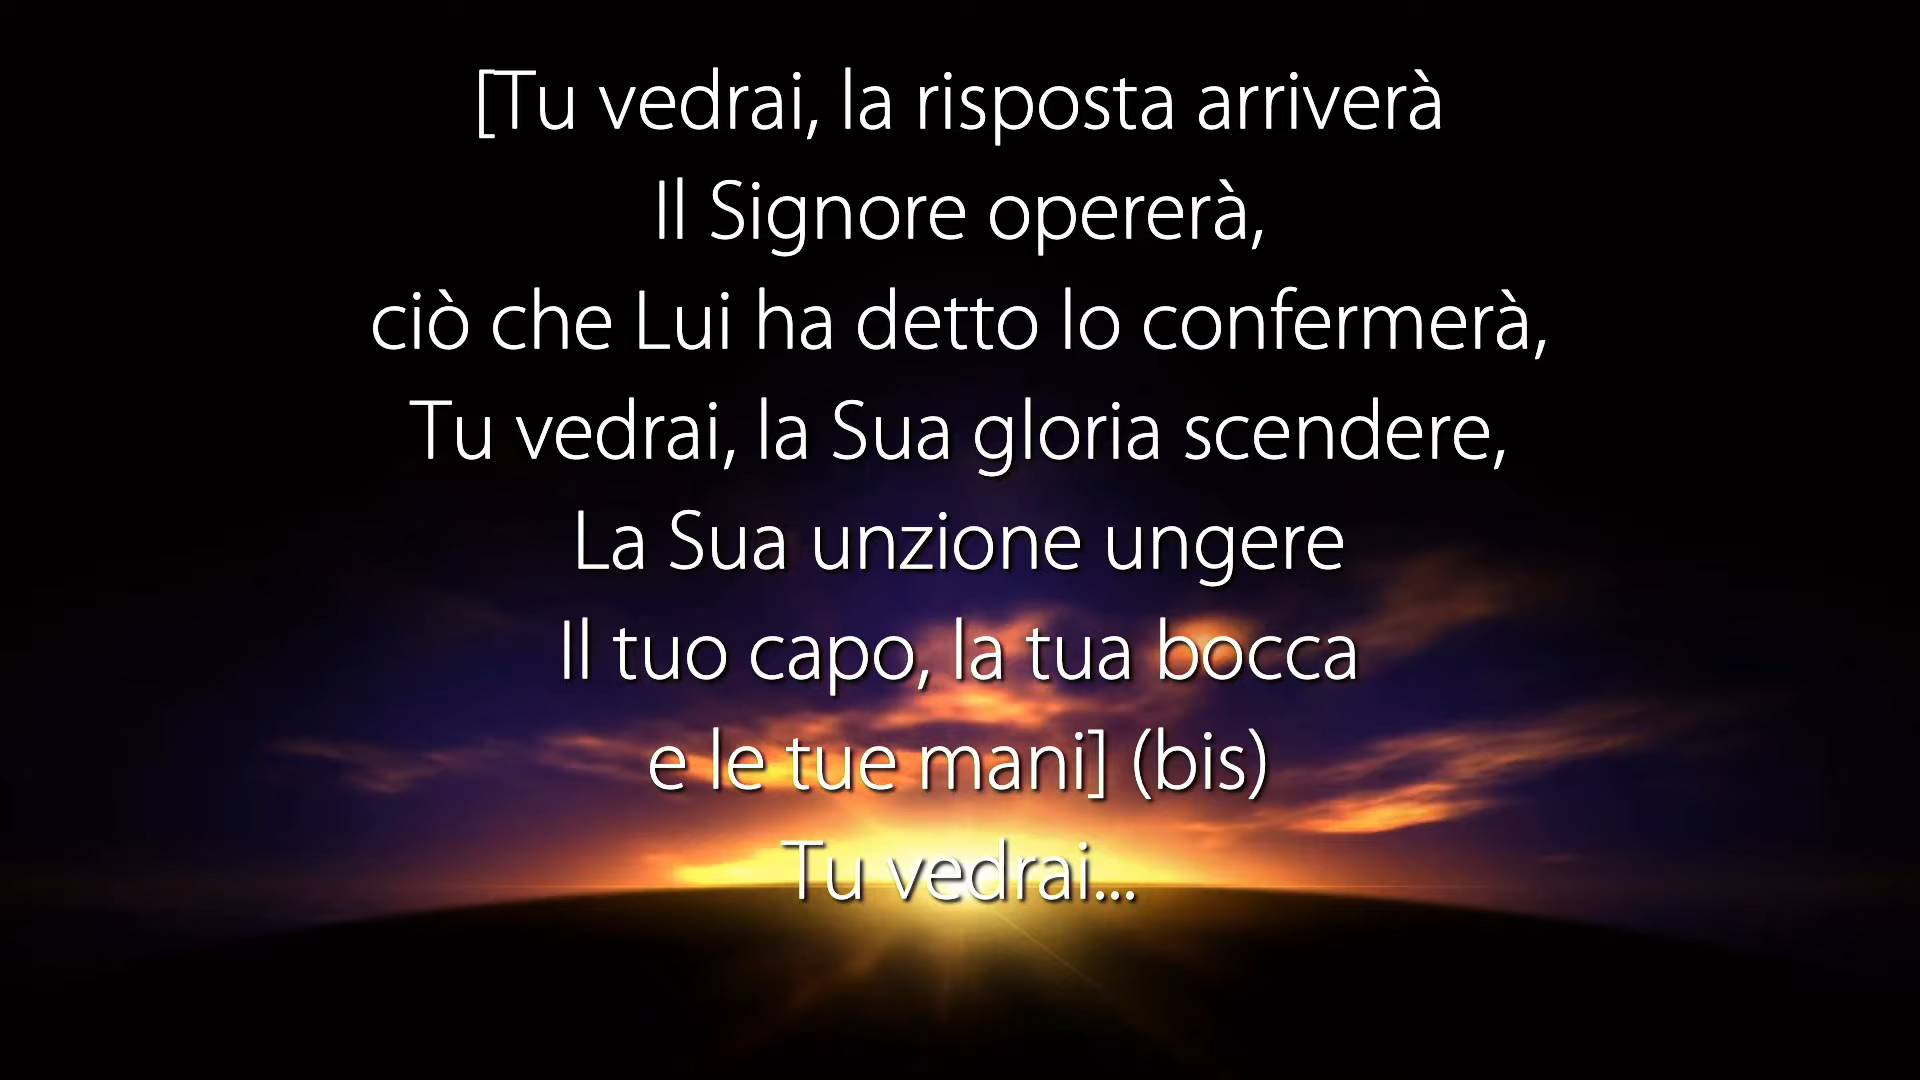 [Tu vedrai, la risposta arriverà
Il Signore opererà,
ciò che Lui ha detto lo confermerà,
Tu vedrai, la Sua gloria scendere,
La Sua unzione ungere
Il tuo capo, la tua bocca
e le tue mani] (bis)
Tu vedrai...